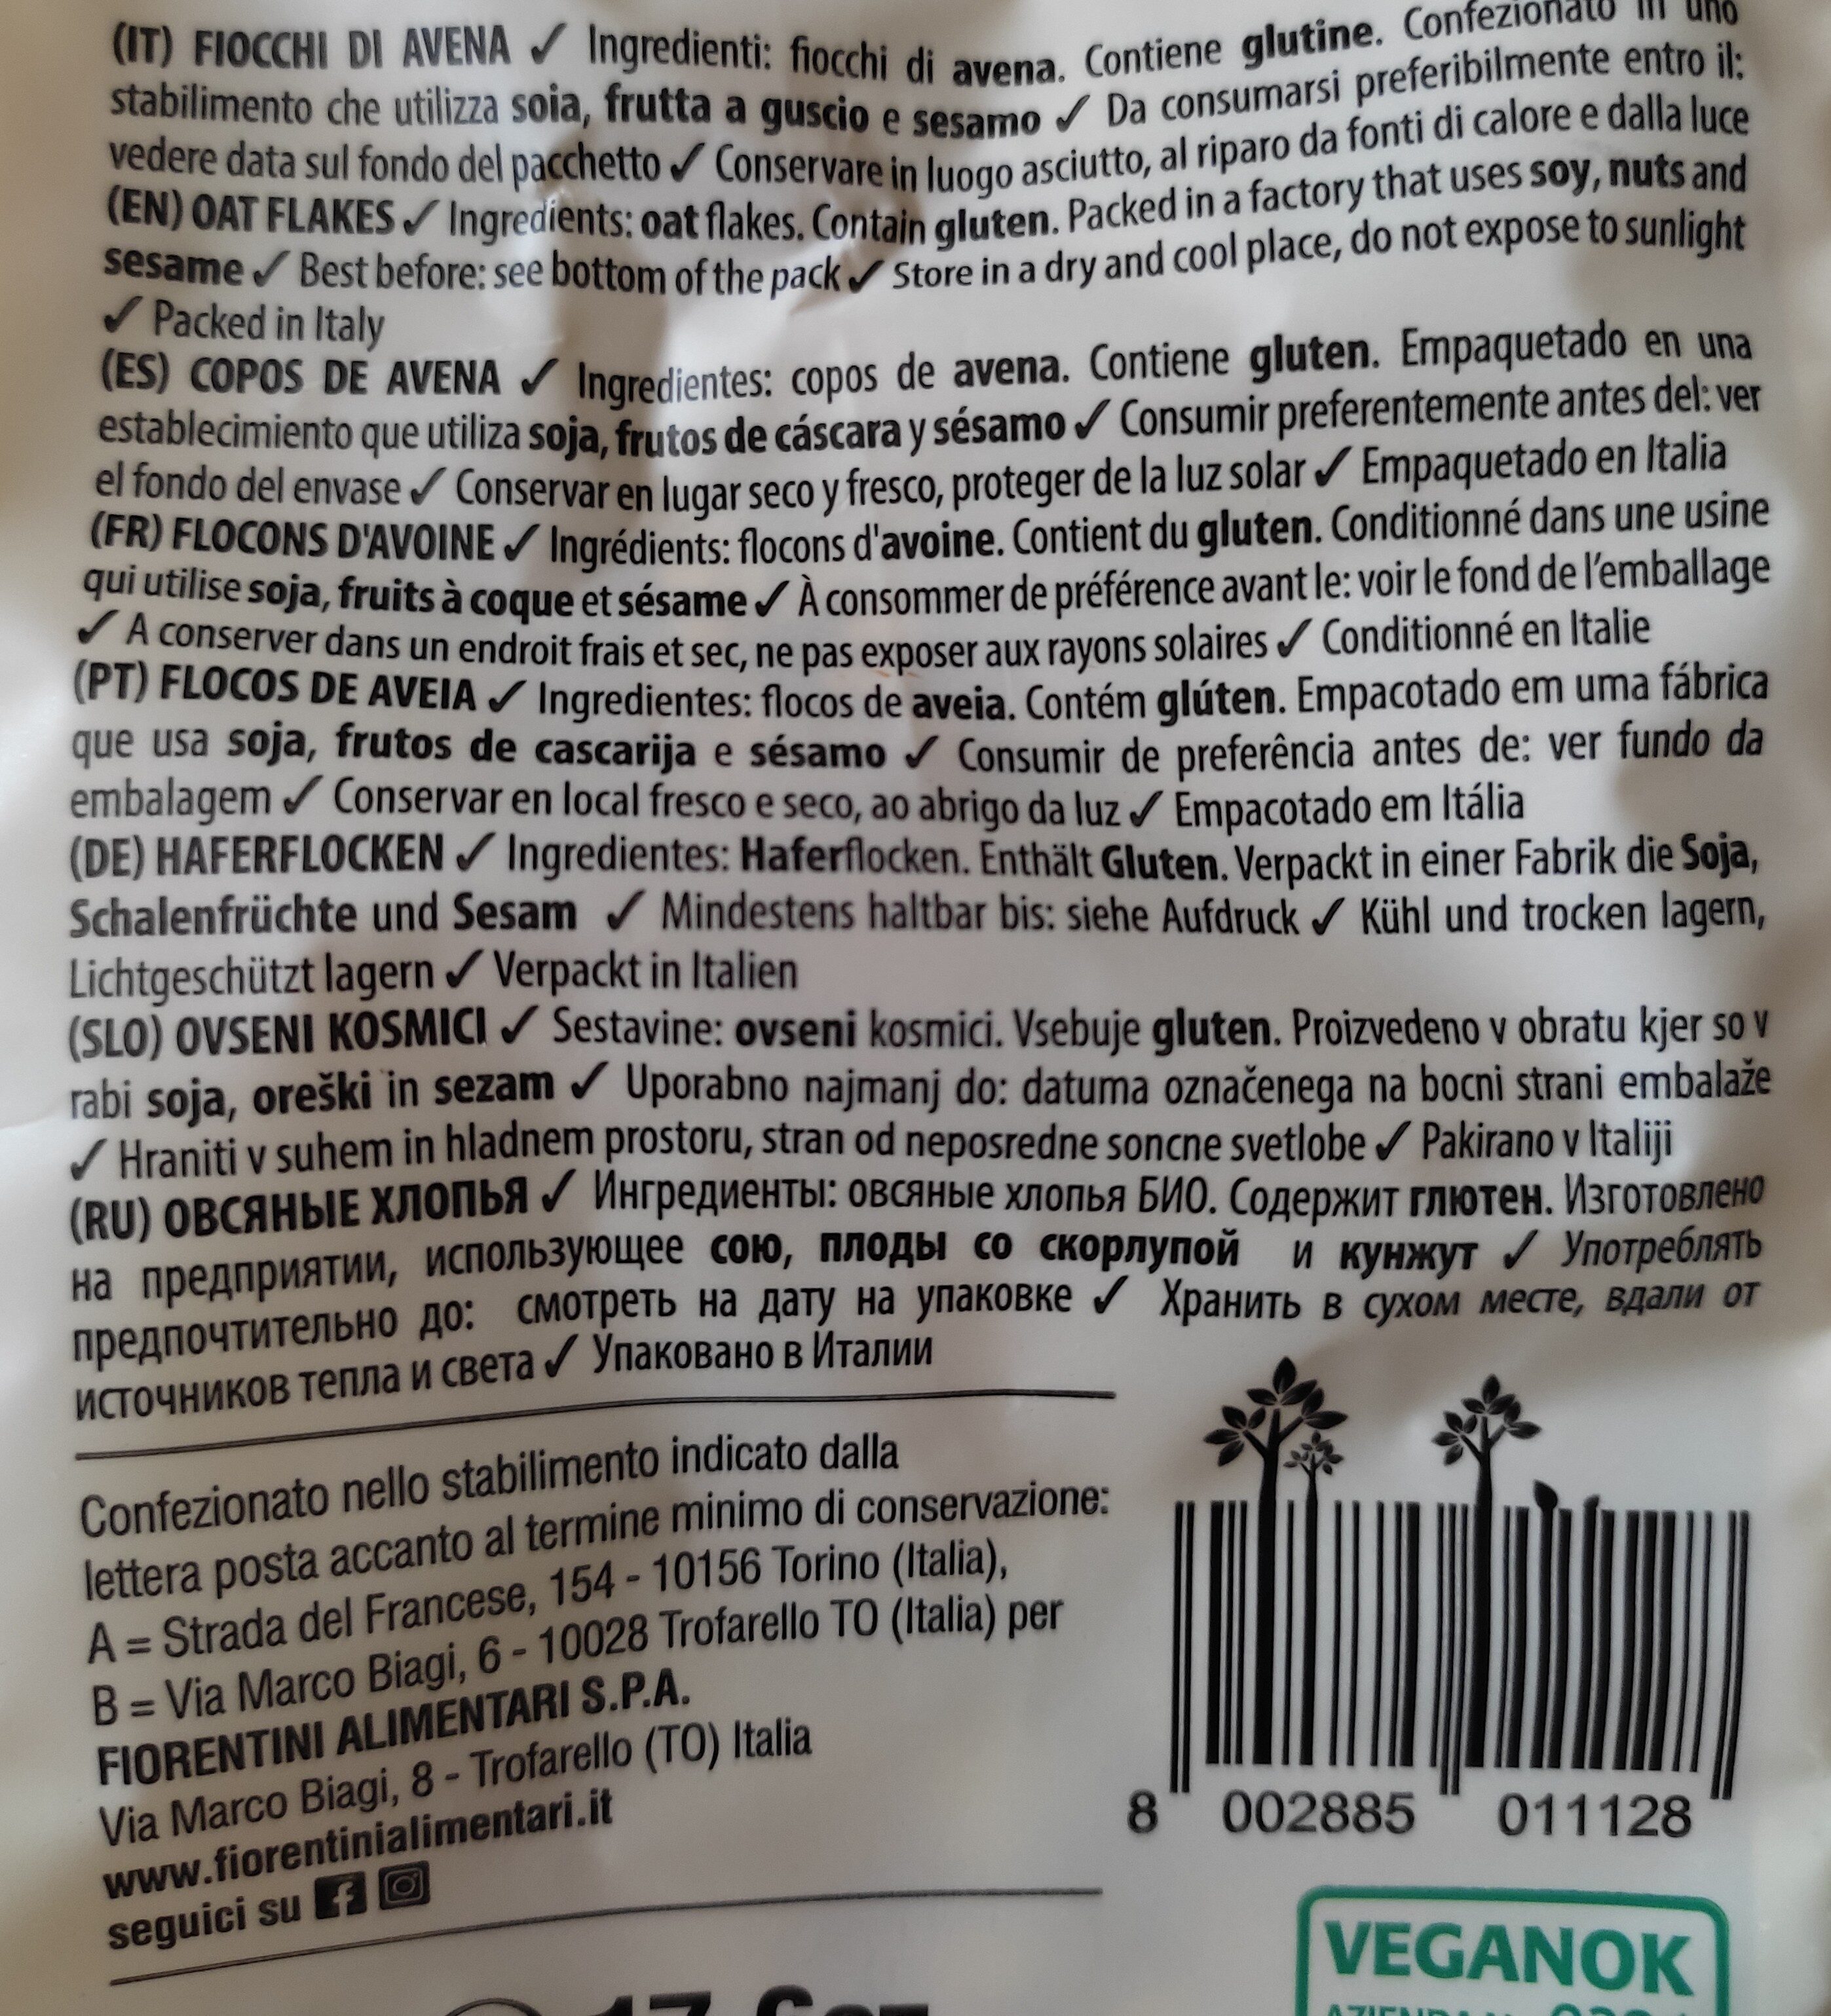 (IT) FIOCCHI DI AVENA ✓ Ingredienti: fiocchi di avena. Contiene glutine. Confezionato in uno
stabilimento che utilizza soia, frutta a guscio e sesamo ✓ Da consumarsi preferibilmente entro il:
vedere data sul fondo del pacchetto ✓ Conservare in luogo asciutto, al riparo da fonti di calore e dalla luce
(EN) OAT FLAKES ✓ Ingredients: oat flakes. Contain gluten. Packed in a factory that uses soy, nuts and
sesame ✓ Best before: see bottom of the pack ✓ Store in a dry and cool place, do not expose to sunlight
✓ Packed in Italy
(ES) COPOS DE AVENA ✓ Ingredientes: copos de avena. Contiene gluten. Empaquetado en una
establecimiento que utiliza soja, frutos de cáscara y sésamo ✓ Consumir preferentemente antes del: ver
el fondo del envase ✓ Conservar en lugar seco y fresco, proteger de la luz solar ✓ Empaquetado en Italia
(FR) FLOCONS D'AVOINE ✓ Ingrédients: flocons d'avoine. Contient du gluten. Conditionné dans une usine
qui utilise soja, fruits à coque et sésame ✓ À consommer de préférence avant le: voir le fond de l’emballage
✓ A conserver dans un endroit frais et sec, ne pas exposer aux rayons solaires ✓ Conditionné en Italie
(PT) FLOCOS DE AVEIA ✓ Ingredientes: flocos de aveia. Contém glúten. Empacotado em uma fábrica
que usa soja, frutos de cascarija e sésamo ✓ Consumir de preferência antes de: ver fundo da
embalagem ✓ Conservar en local fresco e seco, ao abrigo da luz ✓ Empacotado em Itália
(DE) HAFERFLOCKEN ✓ Ingredientes: Haferflocken. Enthält Gluten. Verpackt in einer Fabrik die Soja,
Schalenfrüchte und Sesam ✓ Mindestens haltbar bis: siehe Aufdruck ✓ Kühl und trocken lagern,
Lichtgeschützt lagern ✓ Verpackt in Italien
(SLO) OVSENI KOSMICI ✓ Sestavine: ovseni kosmici. Vsebuje gluten. Proizvedeno v obratu kjer so v
rabi soja, oreški in sezam ✓ Uporabno najmanj do: datuma označenega na bocni strani embalaže
✓ Hraniti v suhem in hladnem prostoru, stran od neposredne soncne svetlobe ✓ Pakirano v Italiji
(RU) ОВСЯНЫЕ ХЛОПЬЯ ✓ Ингредиенты: овсяные хлопья БИО. Содержит глютен. Изготовлено
на предприятии, использующее сою, плоды со скорлупой и кунжут ✓ Употреблять
предпочтительно до: смотреть на дату на упаковке ✓ Хранить в сухом месте, вдали от
источников тепла и света ✓ Упаковано в Италии
Confezionato nello stabilimento indicato dalla
lettera posta accanto al termine minimo di conservazione:
A = Strada del Francese, 154 - 10156 Torino (Italia),
B = Via Marco Biagi, 6 - 10028 Trofarello TO (Italia) per
FIORENTINI ALIMENTARI S.P.A.
Via Marco Biagi, 8 - Trofarello (TO) Italia
www.fiorentinialimentari.it
seguici su
8 002885 011128
VEGANOK